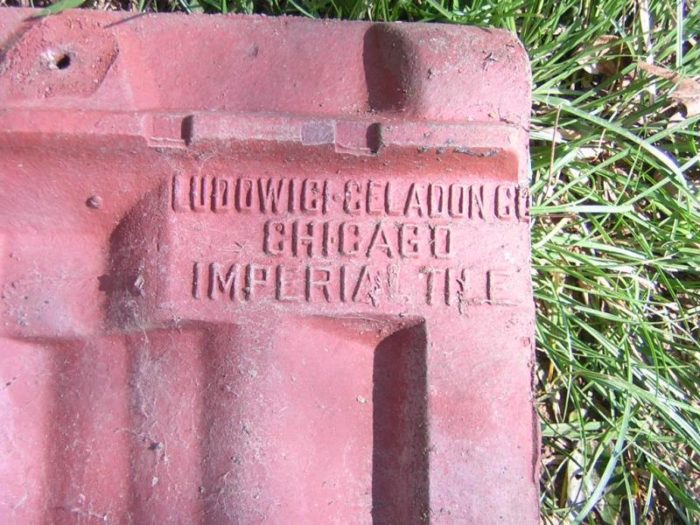 LUDOWICI-CELADON CO
CHICAGO
IMPERIAL TILE